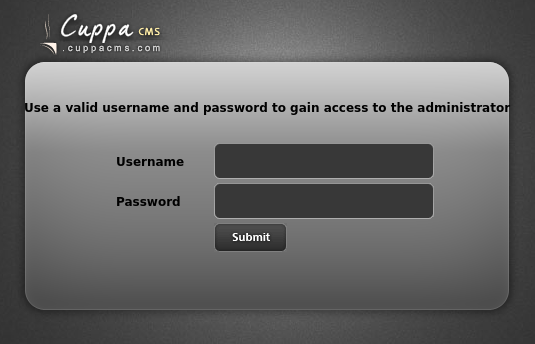 Cuppa CMS
.cuppacms.com
Use a valid username and password to gain access to the administrator
Username
Password
Submit